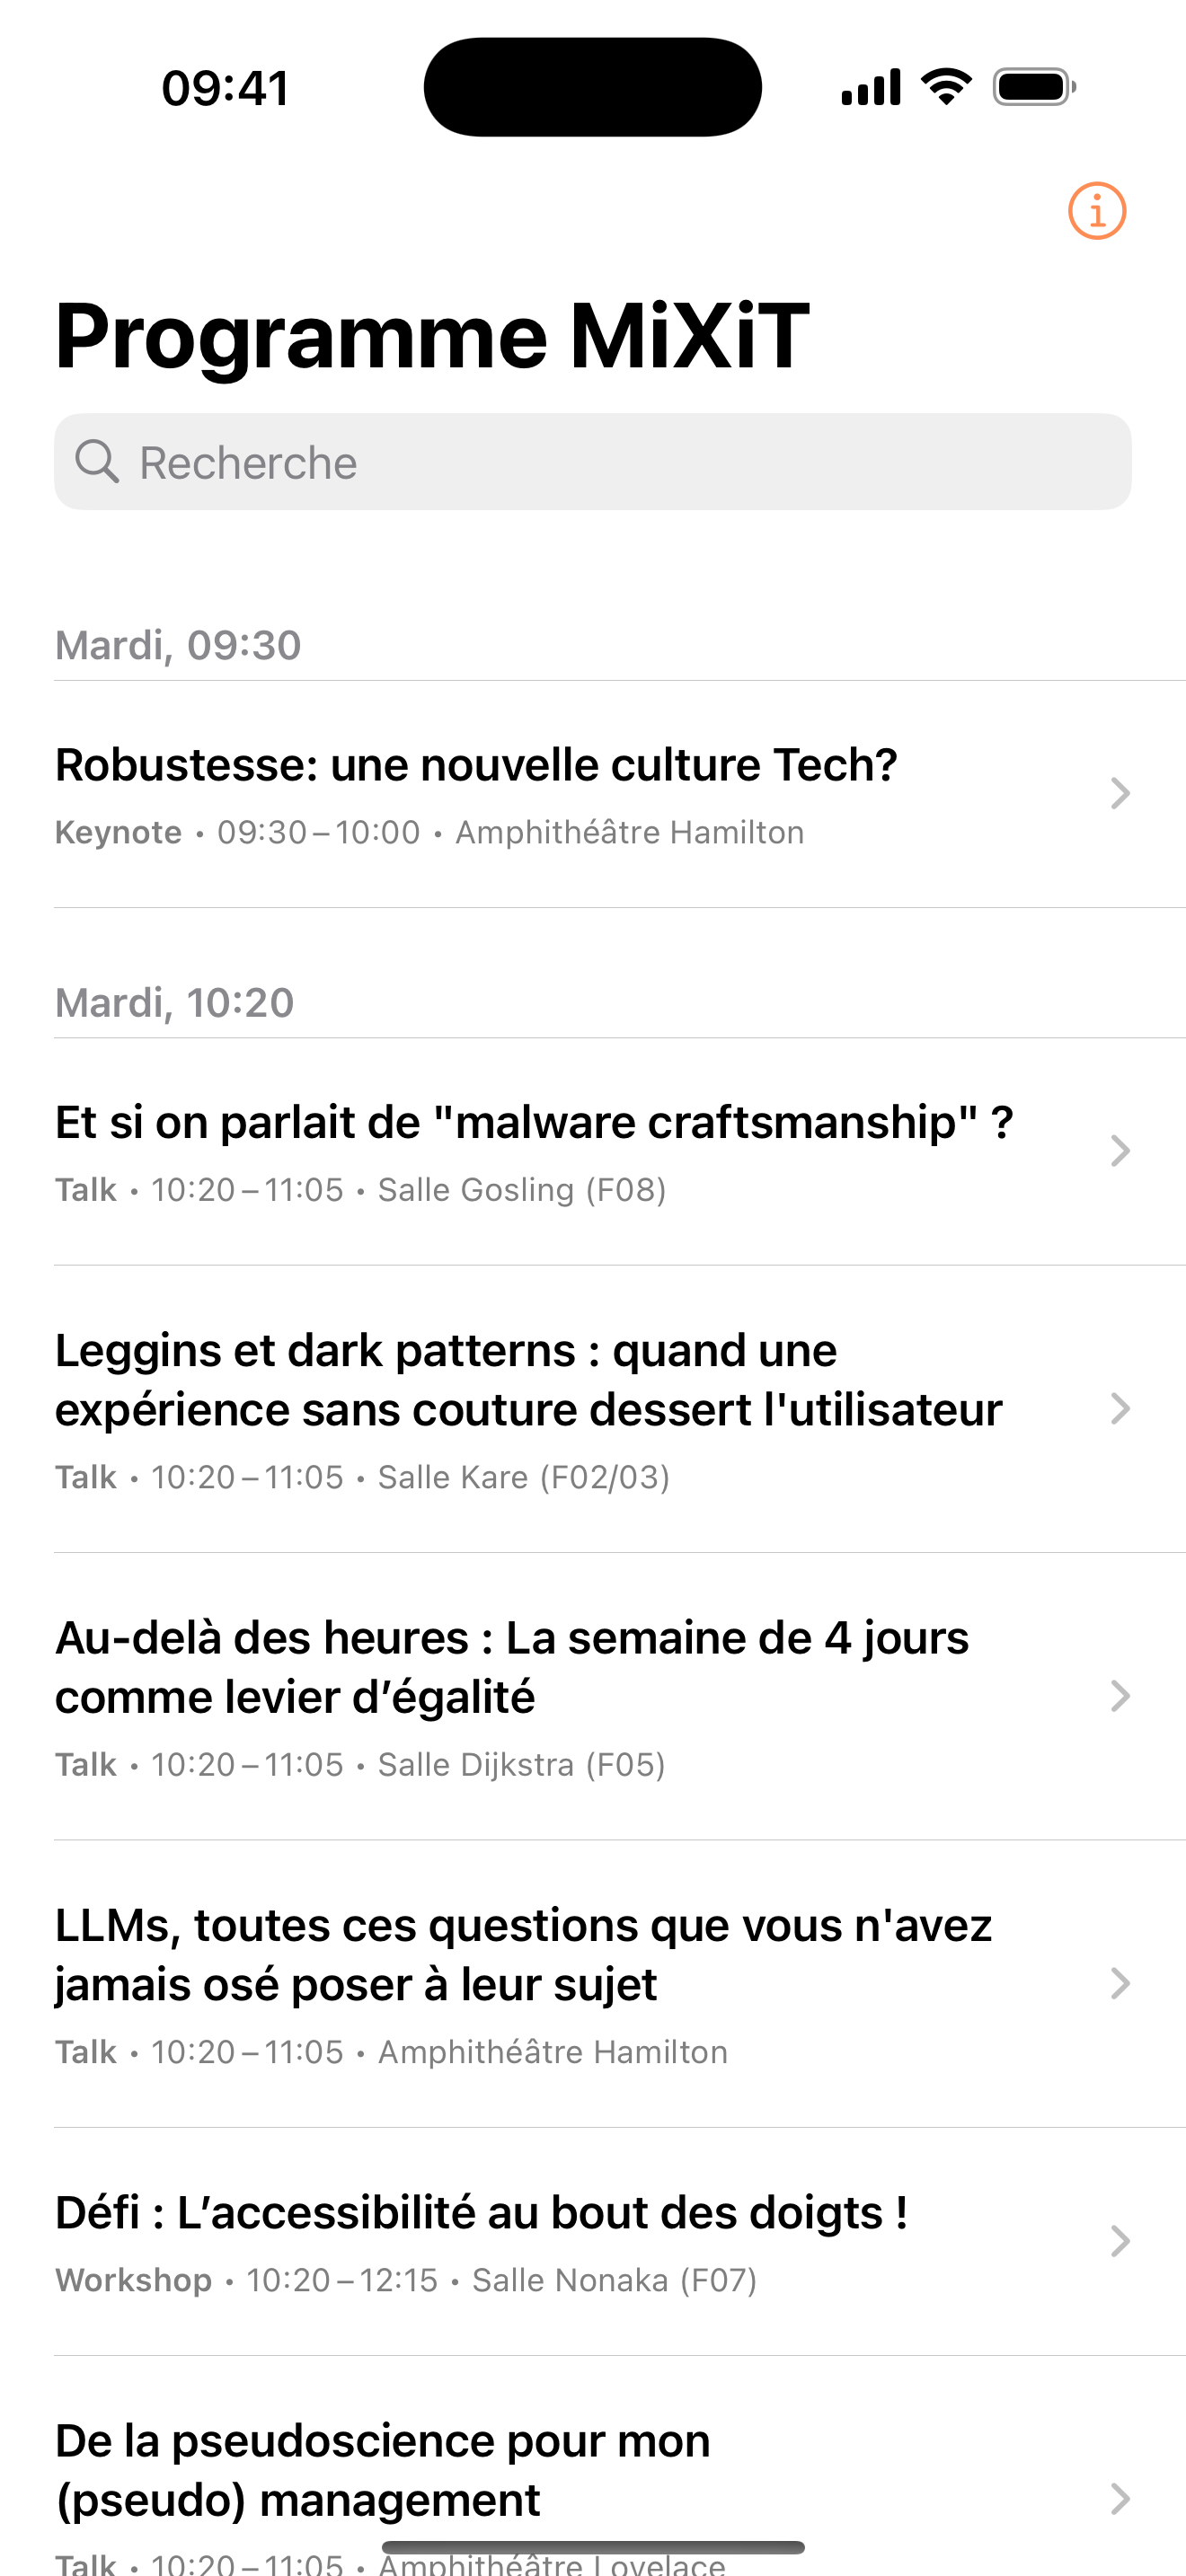 09:41
Programme MiXiT
Recherche
Mardi, 09:30
Robustesse: une nouvelle culture Tech?
Keynote • 09:30 – 10:00 • Amphithéâtre Hamilton
Mardi, 10:20
Et si on parlait de "malware craftsmanship" ?
Talk • 10:20 – 11:05 • Salle Gosling (F08)
Leggins et dark patterns : quand une
expérience sans couture dessert l'utilisateur
Talk • 10:20 – 11:05 • Salle Kare (F02/03)
Au-delà des heures : La semaine de 4 jours
comme levier d’égalité
Talk • 10:20 – 11:05 • Salle Dijkstra (F05)
LLMs, toutes ces questions que vous n'avez
jamais osé poser à leur sujet
Talk • 10:20 – 11:05 • Amphithéâtre Hamilton
Défi : L’accessibilité au bout des doigts !
Workshop • 10:20 – 12:15 • Salle Nonaka (F07)
De la pseudoscience pour mon
(pseudo) management
Talk • 10:20 – 11:05 • Amphithéâtre Lovelace